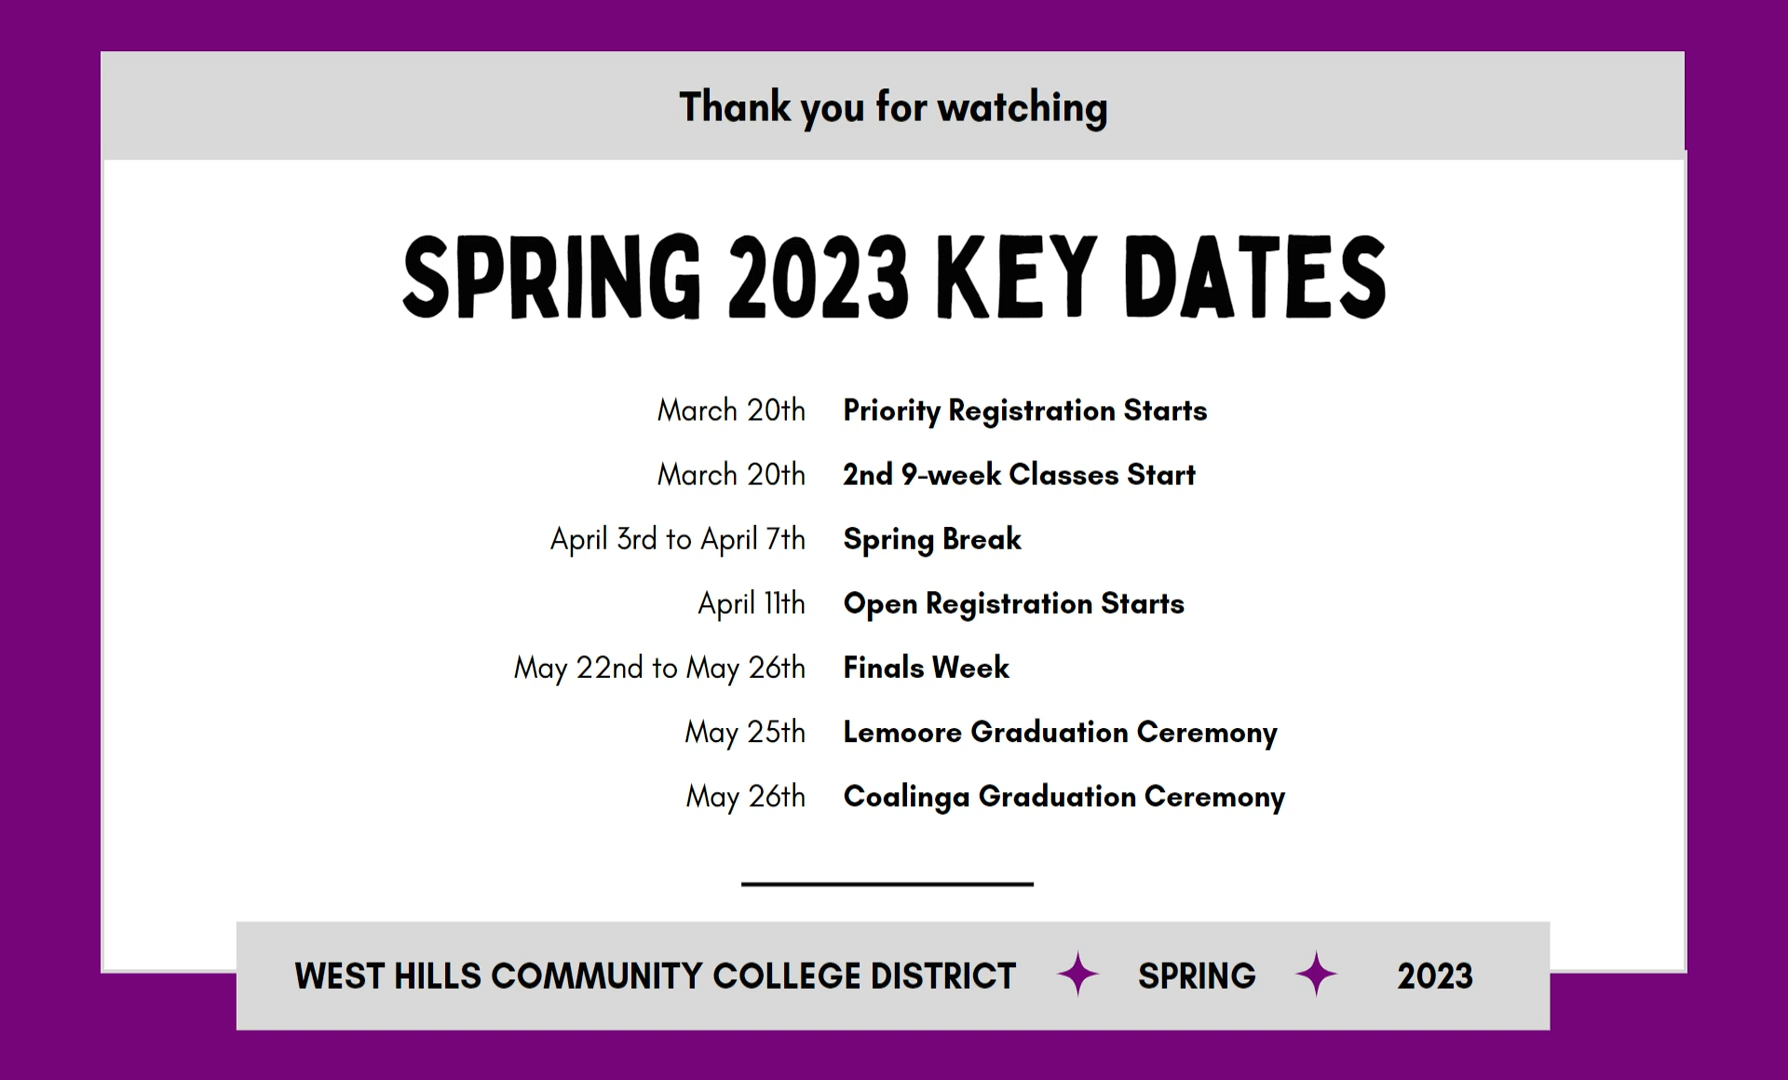 Thank you for watching
SPRING 2023 KEY DATES
March 20th Priority Registration Starts
March 20th 2nd 9-week Classes Start
April 3rd to April 7th Spring Break
April 11th Open Registration Starts
May 22nd to May 26th Finals Week
May 25th Lemoore Graduation Ceremony
May 26th Coalinga Graduation Ceremony
WEST HILLS COMMUNITY COLLEGE DISTRICT SPRING 2023